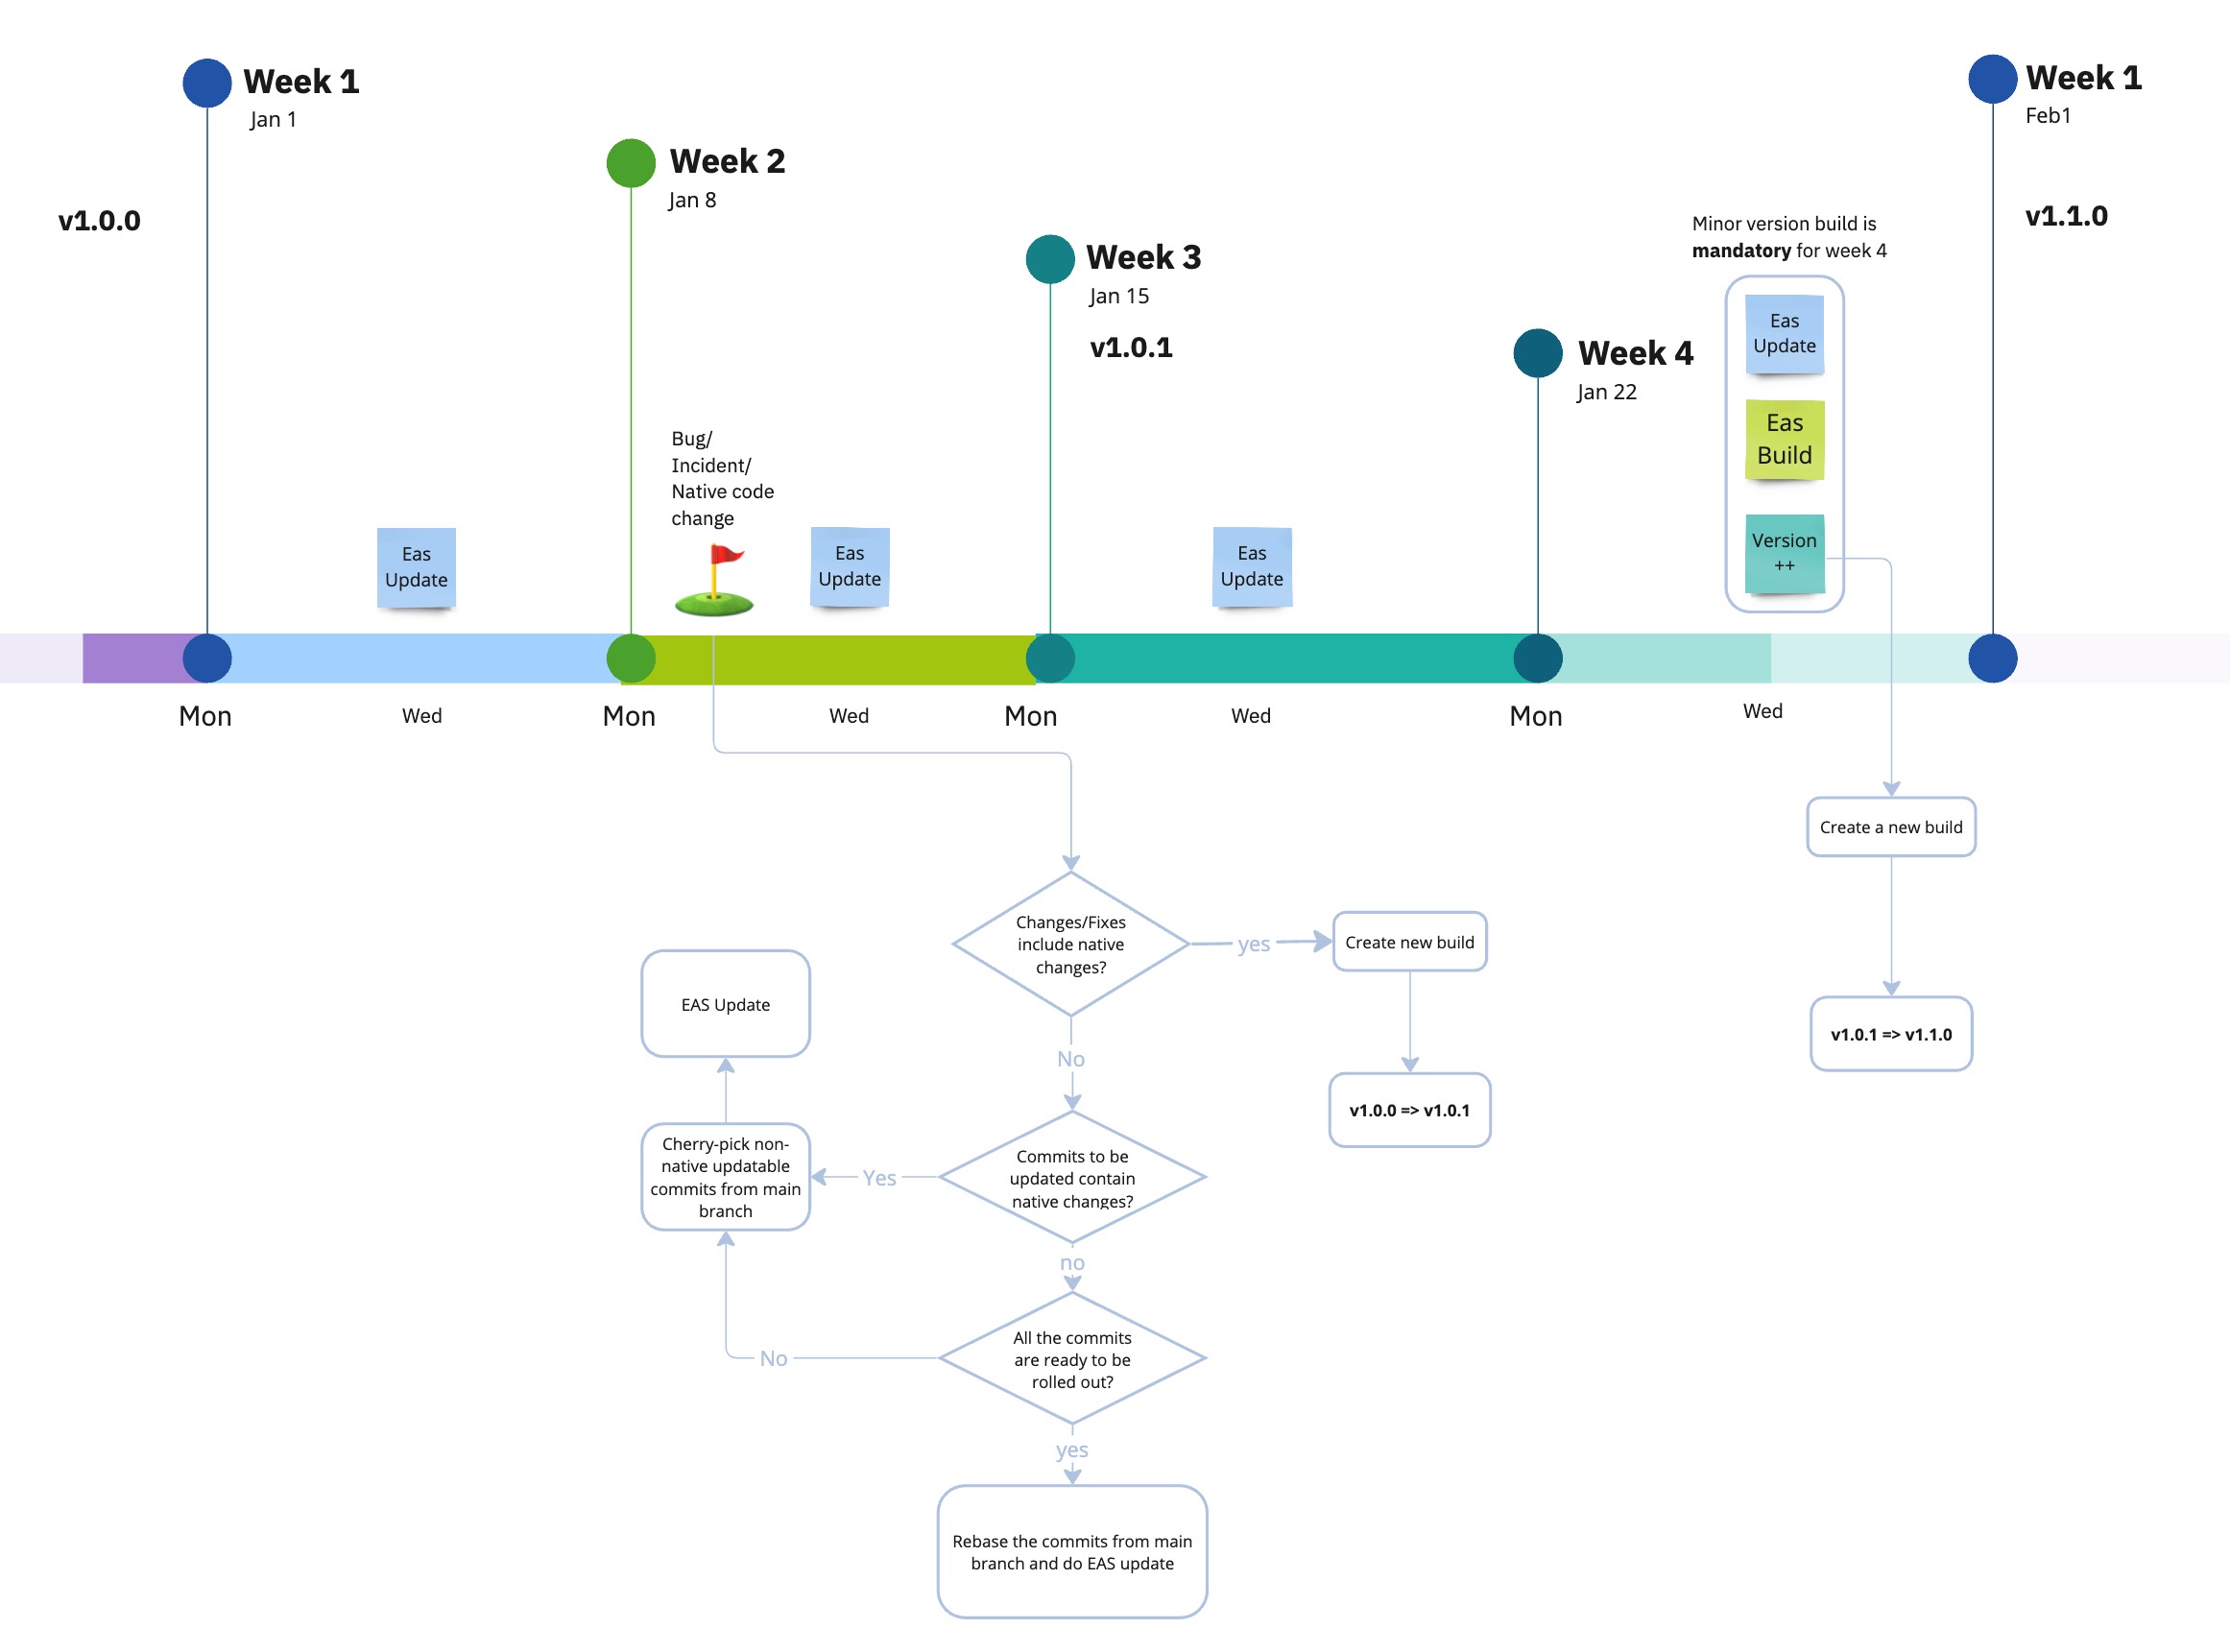 Week 1
Jan 1
v1.0.0
Week 2
Jan 8
Week 3
Jan 15
v1.0.1
Week 4
Jan 22
Week 1
Feb1
v1.1.0
Minor version build is
mandatory for week 4
Eas
Update
Eas
Build
Version
++
Bug/
Incident/
Native code
change
Eas
Update
Eas
Update
Eas
Update
Mon
Wed
Mon
Wed
Mon
Wed
Mon
Wed
Changes/Fixes
include native
changes?
yes
Create new build
v1.0.0 => v1.0.1
No
Commits to be
updated contain
native changes?
Yes
Cherry-pick non-
native updatable
commits from main
branch
EAS Update
no
All the commits
are ready to be
rolled out?
No
yes
Rebase the commits from main
branch and do EAS update
Create a new build
v1.0.1 => v1.1.0